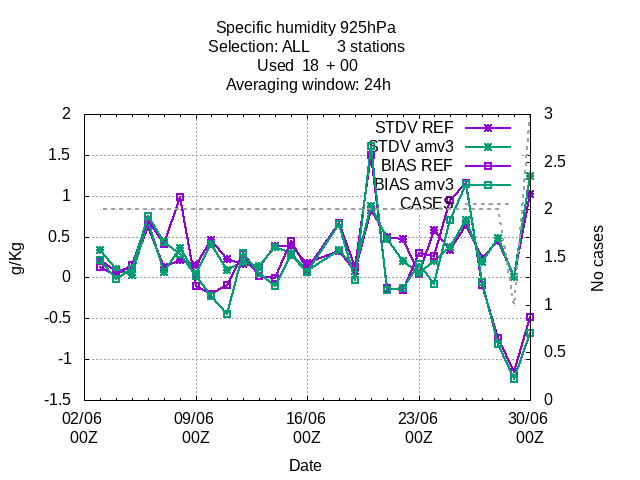 Specific humidity 925hPa
Selection: ALL 3 stations
Used 18 + 00
Averaging window: 24h
STDV REF
STDV amv3
BIAS REF
BIAS amv3
CASES
2
1.5
1
0.5
0
-0.5
-1
-1.5
g/Kg
3
2.5
2
1.5
1
0.5
0
No cases
02/06 09/06 16/06 23/06 30/06
00Z 00Z 00Z 00Z 00Z
Date